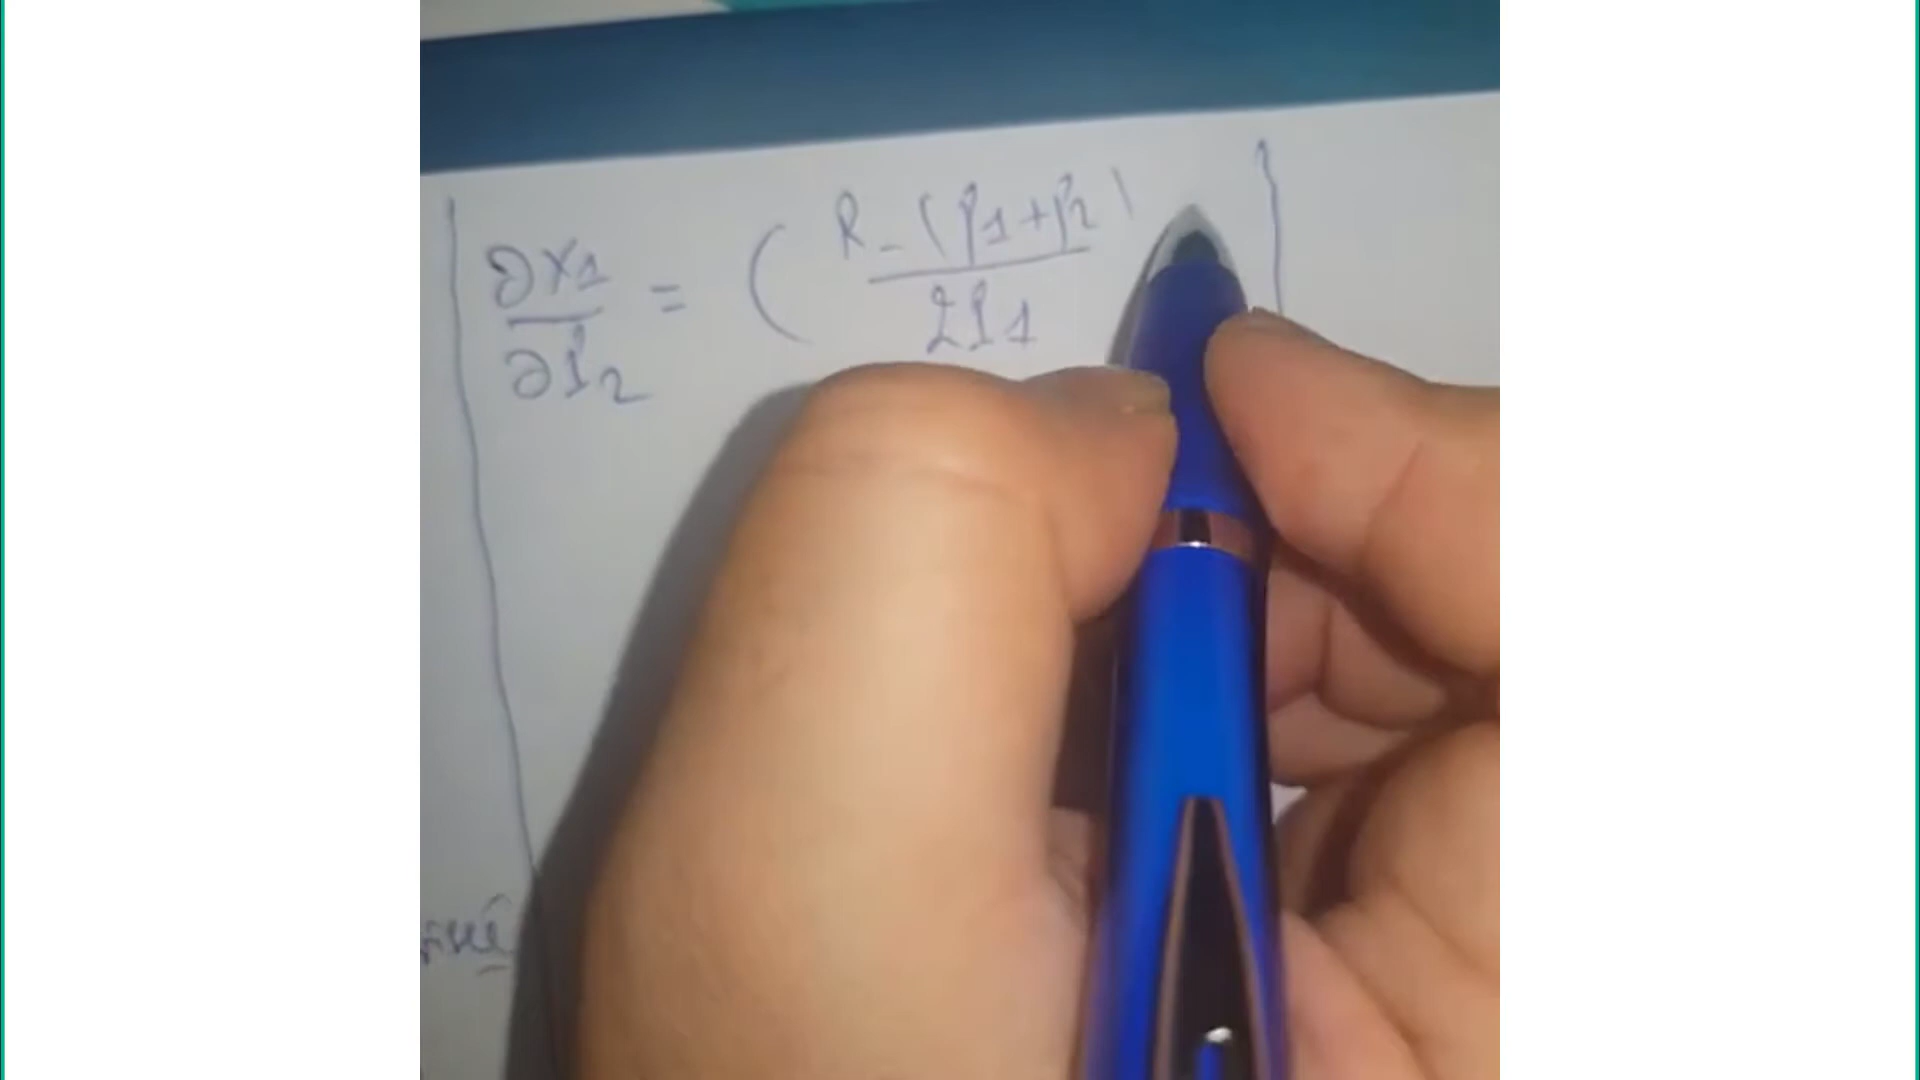 ∂X1/∂P2 = ( R - (P1+P2) / 2P1